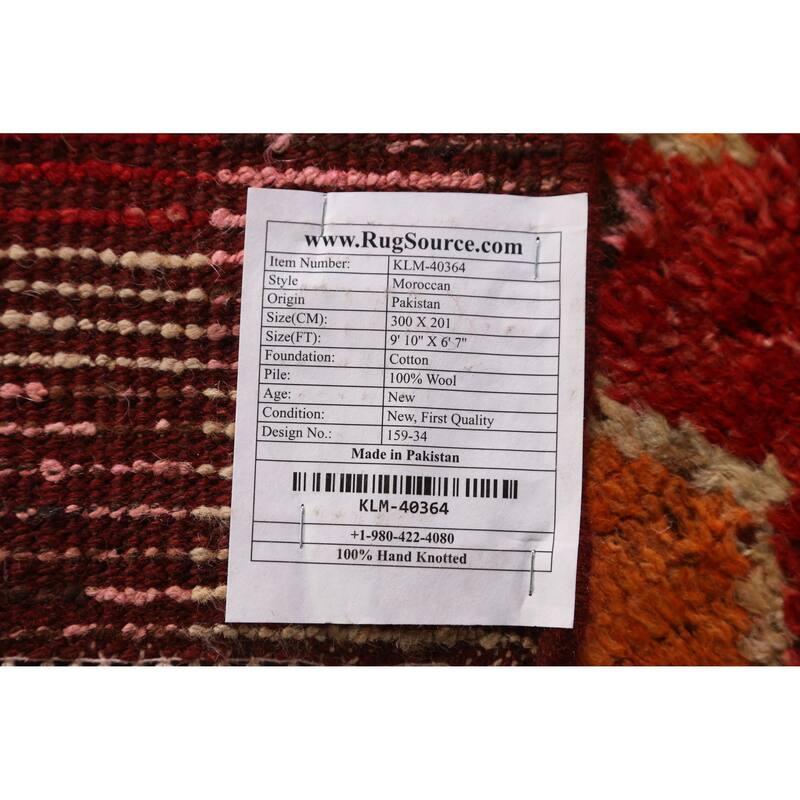 www.RugSource.com
Item Number: KLM-40364
Style Moroccan
Origin Pakistan
Size(CM): 300 X 201
Size(FT): 9' 10" X 6' 7"
Foundation: Cotton
Pile: 100% Wool
Age: New
Condition: New, First Quality
Design No.: 159-34
Made in Pakistan
KLM-40364
+1-980-422-4080
100% Hand Knotted